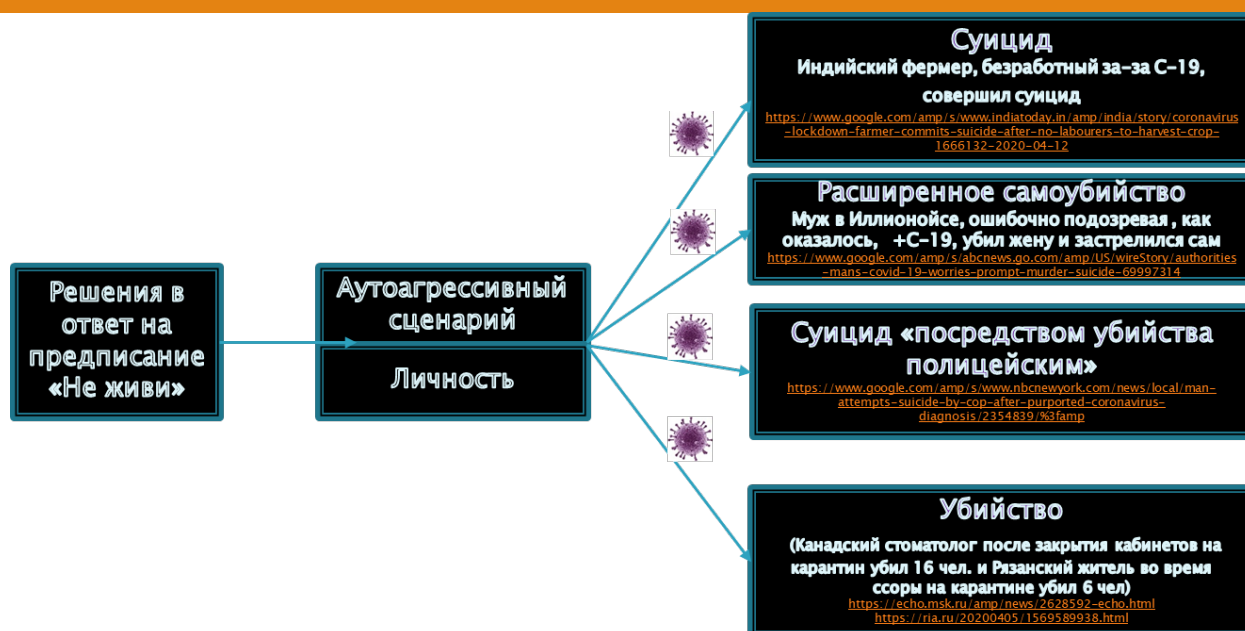 Решения в
ответ на
предписание
«Не живи»
Аутоагрессивный
сценарий
Личность
Суицид
Индийский фермер, безработный за-за С-19,
совершил суицид
https://www.google.com/amp/s/www.indiatoday.in/amp/india/story/coronavirus
-lockdown-farmer-commits-suicide-after-no-labourers-to-harvest-crop-
1666132-2020-04-12
Расширенное самоубийство
Муж в Иллионойсе, ошибочно подозревая , как
оказалось, +С-19, убил жену и застрелился сам
https://www.google.com/amp/s/abcnews.go.com/amp/US/wireStory/authorities
-mans-covid-19-worries-prompt-murder-suicide-69997314
Суицид «посредством убийства
полицейским»
https://www.google.com/amp/s/www.nbcnewyork.com/news/local/man-
attempts-suicide-by-cop-after-purported-coronavirus-
diagnosis/2354839/%3famp
Убийство
(Канадский стоматолог после закрытия кабинетов на
карантин убил 16 чел. и Рязанский житель во время
ссоры на карантине убил 6 чел)
https://echo.msk.ru/amp/news/2628592-echo.html
https://ria.ru/20200405/1569589938.html